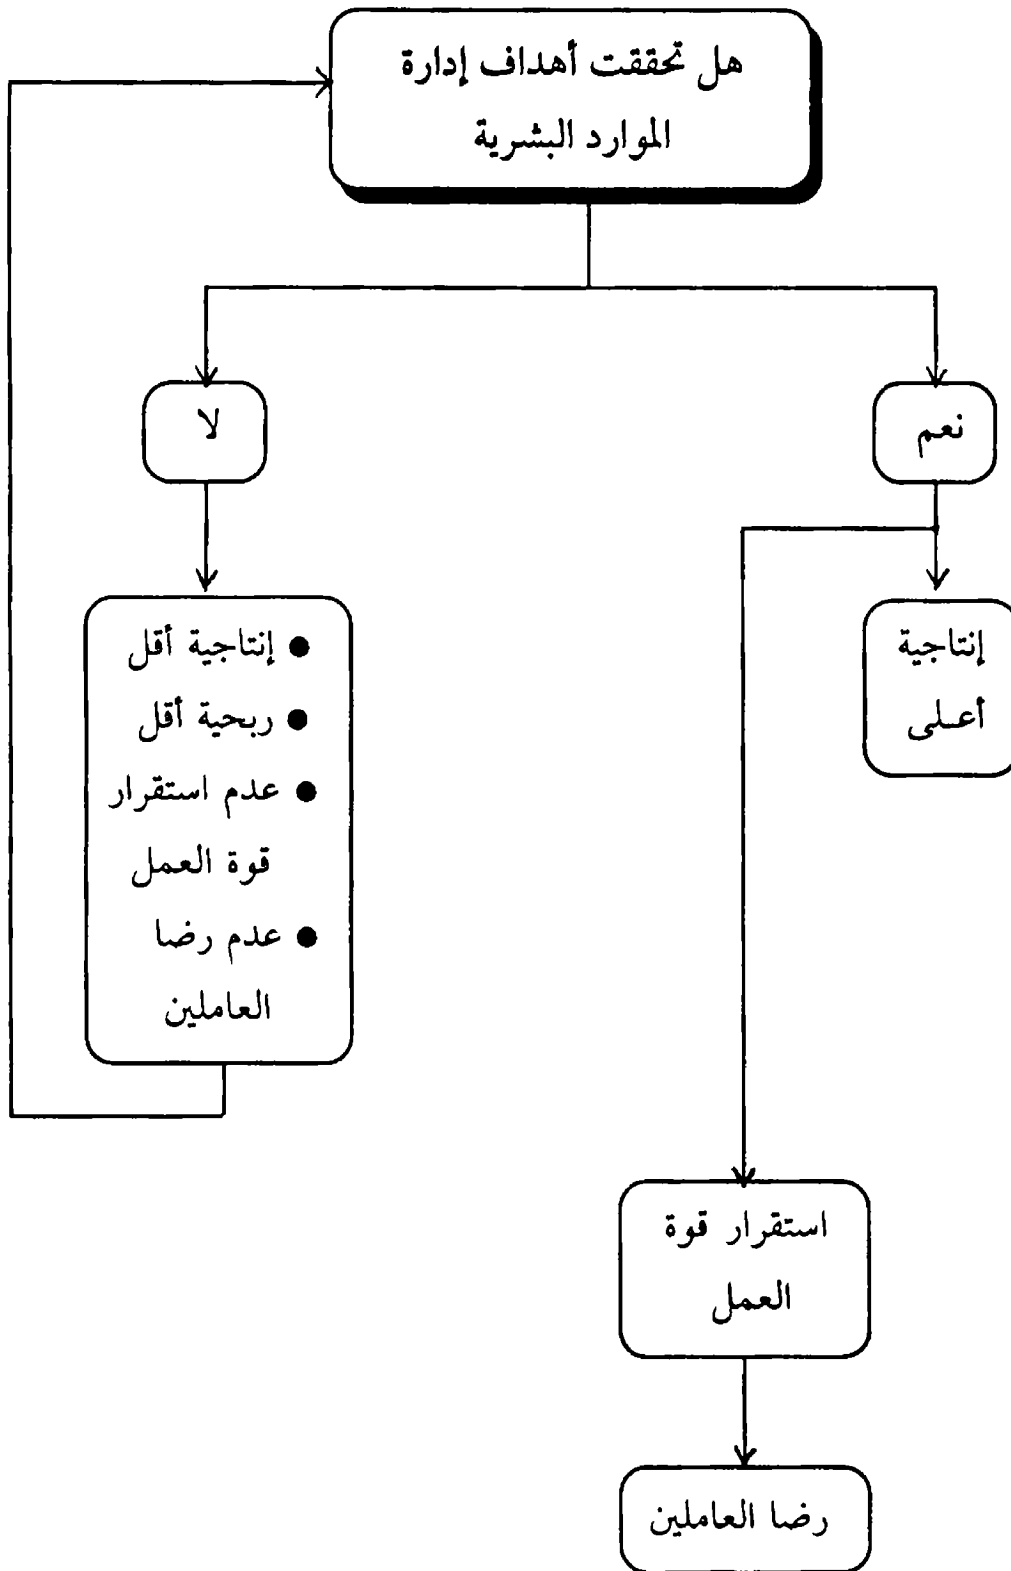 هل تحققت أهداف إدارة
الموارد البشرية
نعم
لا
إنتاجية
أعلى
● إنتاجية أقل
● ربحية أقل
● عدم استقرار
قوة العمل
● عدم رضا
العاملين
استقرار قوة
العمل
رضا العاملين